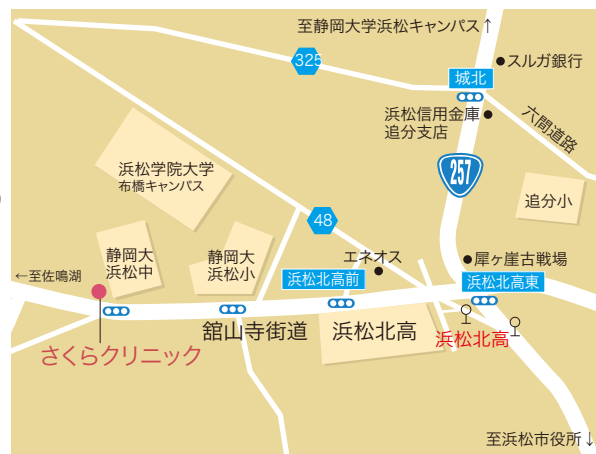 至静岡大学浜松キャンパス↑
325
スルガ銀行
城北
浜松信用金庫
追分支店
六間道路
257
浜松学院大学
布橋キャンパス
追分小
48
静岡大
浜松中
静岡大
浜松小
エネオス
犀ヶ崖古戦場
←至佐鳴湖
浜松北高前
浜松北高東
舘山寺街道
浜松北高
浜松北高
さくらクリニック
至浜松市役所↓